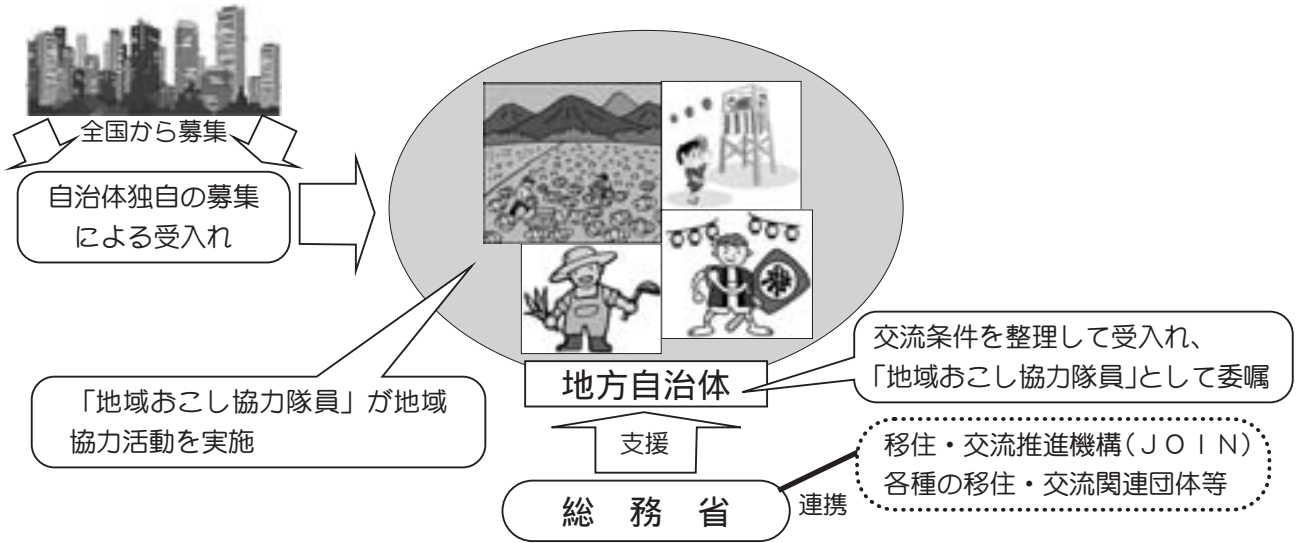 全国から募集
自治体独自の募集
による受入れ
「地域おこし協力隊員」が地域
協力活動を実施
地方自治体
交流条件を整理して受入れ、
「地域おこし協力隊員」として委嘱
支援
移住・交流推進機構(ＪＯＩＮ)
各種の移住・交流関連団体等
総務省
連携